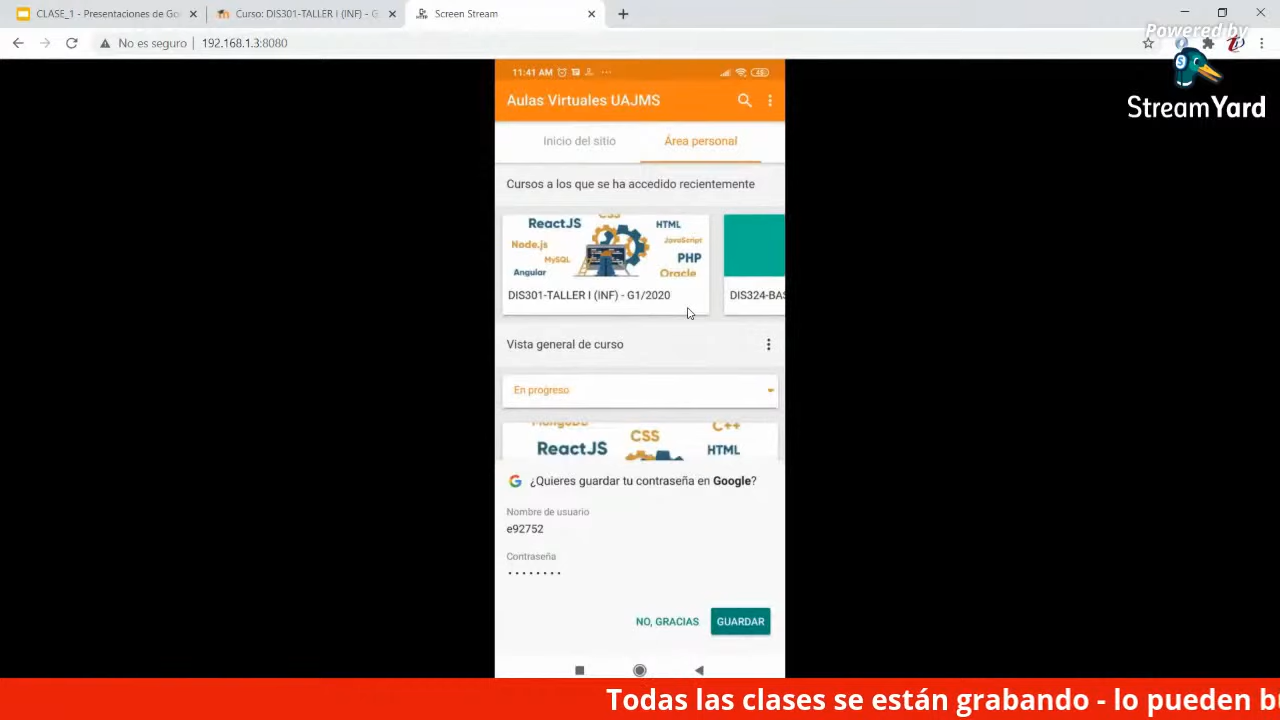 CLASE_1 - Presentaciones de Go
Curso: DIS301-TALLER I (INF) - G
Screen Stream
No es seguro
192.168.1.3:8080
Powered by
StreamYard
11:41 AM
Aulas Virtuales UAJMS
Inicio del sitio
Área personal
Cursos a los que se ha accedido recientemente
ReactJS
CSS
HTML
Node.js
JavaScript
MySQL
PHP
Angular
Oracle
DIS301-TALLER I (INF) - G1/2020
DIS324-BAS
Vista general de curso
En progreso
MongoDB
C++
CSS
ReactJS
HTML
G ¿Quieres guardar tu contraseña en Google?
Nombre de usuario
e92752
Contraseña
••••••••
NO, GRACIAS
GUARDAR
Todas las clases se están grabando - lo pueden b